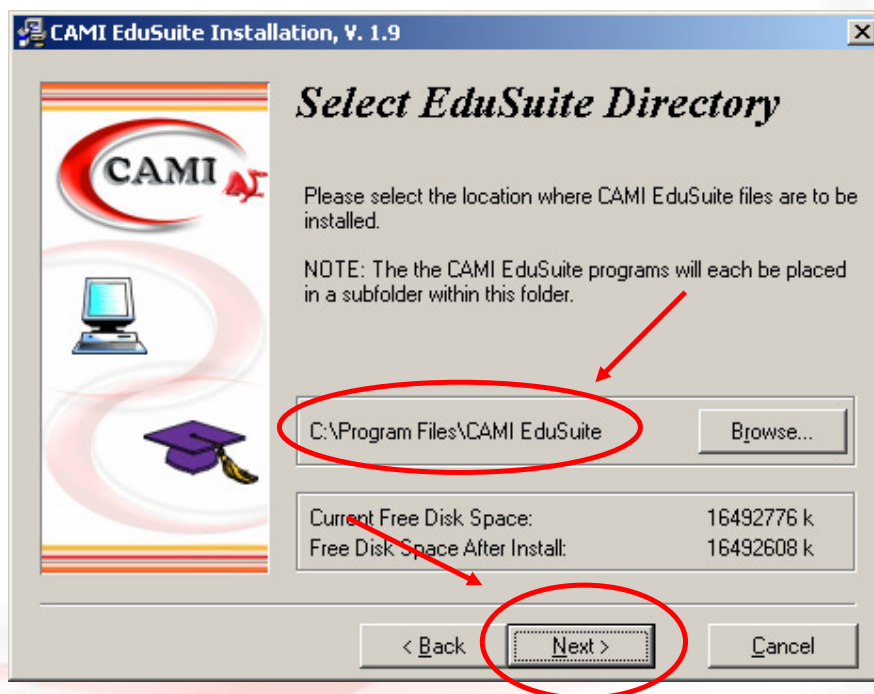 CAMI EduSuite Installation, V. 1.9
CAMI
Select EduSuite Directory
Please select the location where CAMI EduSuite files are to be
installed.
NOTE: The the CAMI EduSuite programs will each be placed
in a subfolder within this folder.
C:\Program Files\CAMI EduSuite Browse...
Current Free Disk Space: 16492776 k
Free Disk Space After Install: 16492608 k
< Back Next > Cancel